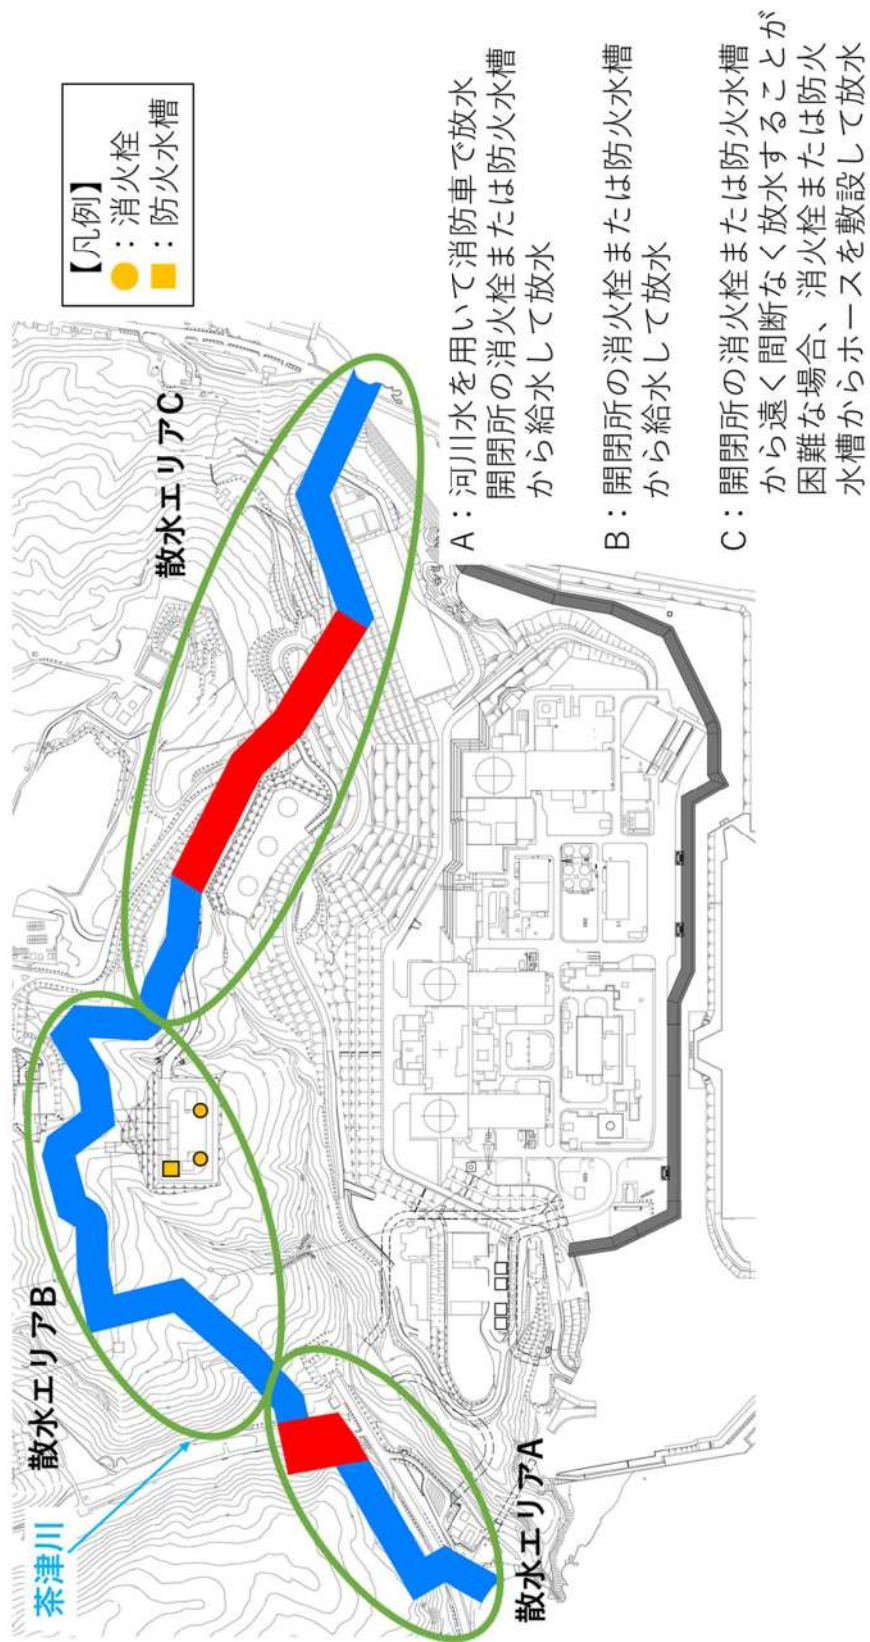 【凡例】
：消火栓
：防火水槽
茶津川
散水エリアB
散水エリアC
散水エリアA
A：河川水を用いて消防車で放水
開閉所の消火栓または防火水槽
から給水して放水
B：開閉所の消火栓または防火水槽
から給水して放水
C：開閉所の消火栓または防火水槽
から遠く間断なく放水することが
困難な場合、消火栓または防火
水槽からホースを敷設して放水